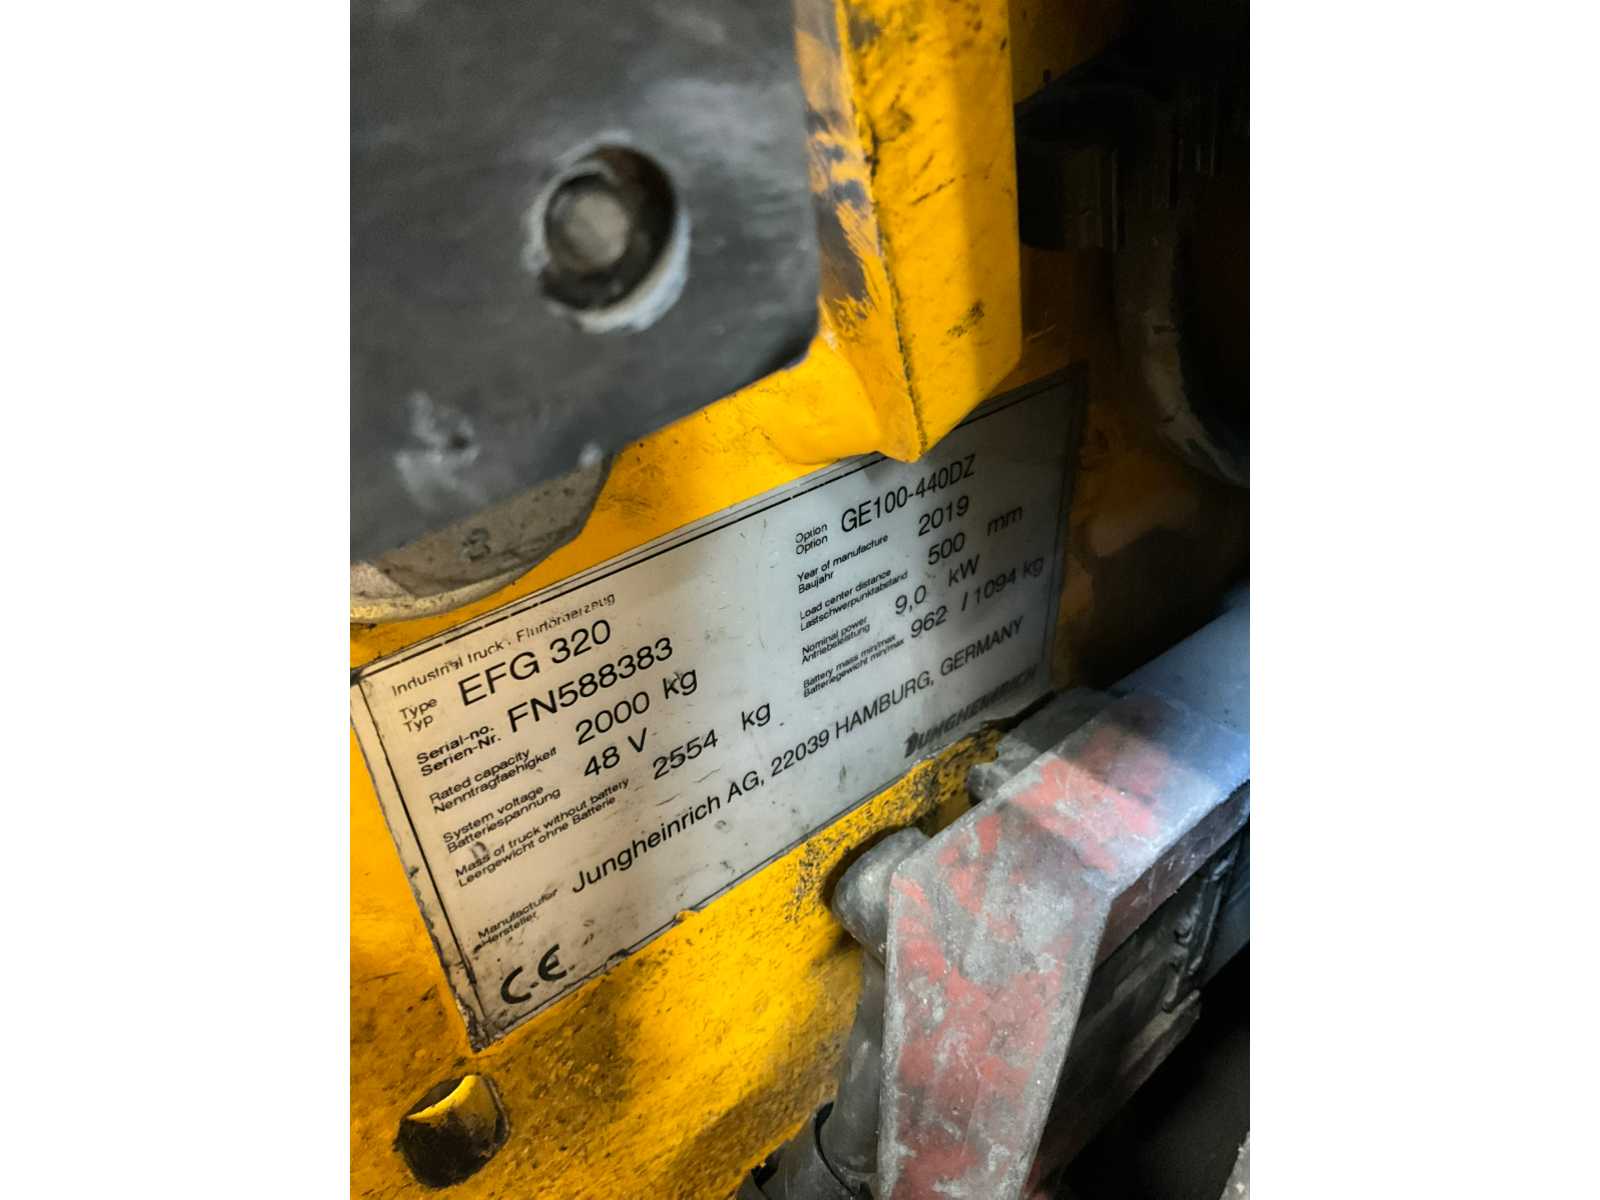 Industrial truck, Flurförderzeug
Type EFG 320
Typ
Serial-no. FN588383
Serien-Nr.
Rated capacity 2000 kg
Nenntragfaehigkeit
System voltage 48 V
Batteriespannung
Mass of truck without battery 2554 kg
Leergewicht ohne Batterie
Option GE100-440DZ
Option
Year of manufacture 2019
Baujahr
Load center distance 500 mm
Lastschwerpunktabstand
Nominal power 9,0 kW
Antriebsleistung
Battery mass min/max 962 / 1094 kg
Batteriegewicht min/max
Manufacturer Jungheinrich AG, 22039 HAMBURG, GERMANY
Hersteller
JUNGHEINRICH
CE
3